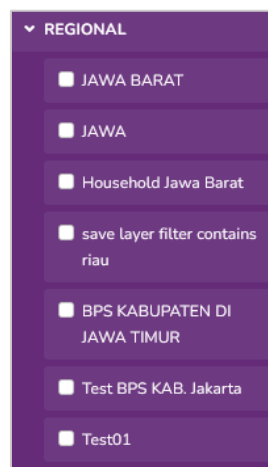 REGIONAL
JAWA BARAT
JAWA
Household Jawa Barat
save layer filter contains
riau
BPS KABUPATEN DI
JAWA TIMUR
Test BPS KAB. Jakarta
Test01